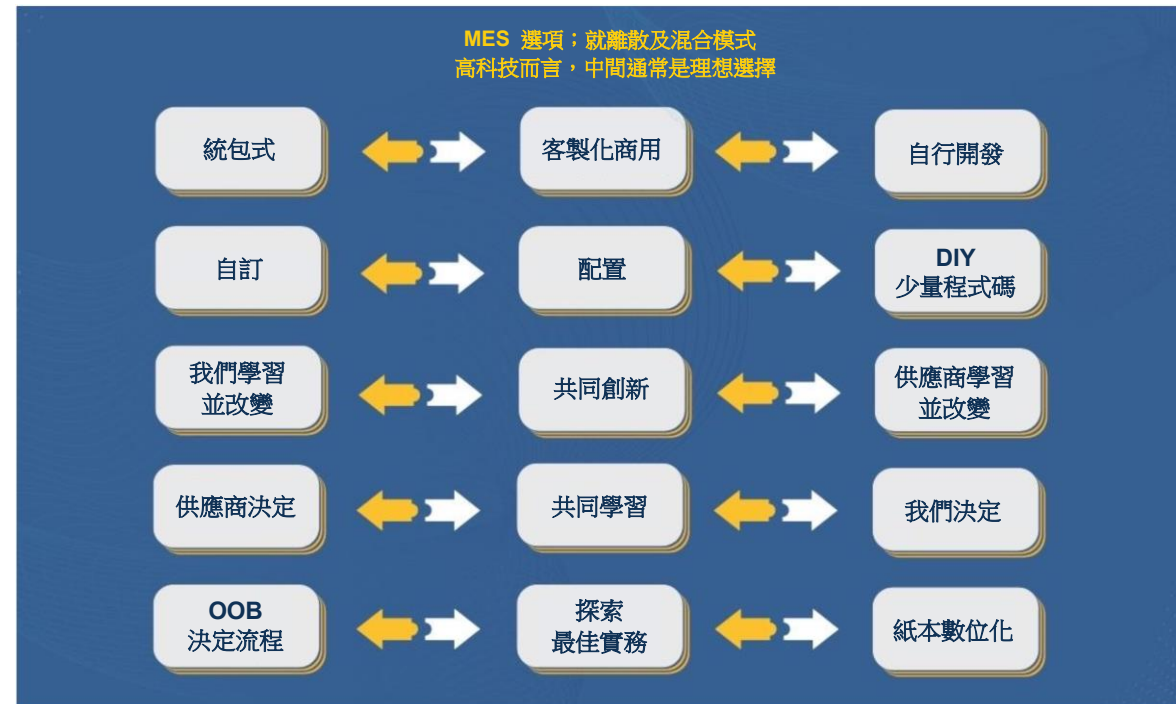 MES 選項；就離散及混合模式
高科技而言，中間通常是理想選擇
統包式
客製化商用
自行開發
自訂
配置
DIY
少量程式碼
我們學習
並改變
共同創新
供應商學習
並改變
供應商決定
共同學習
我們決定
OOB
決定流程
探索
最佳實務
紙本數位化